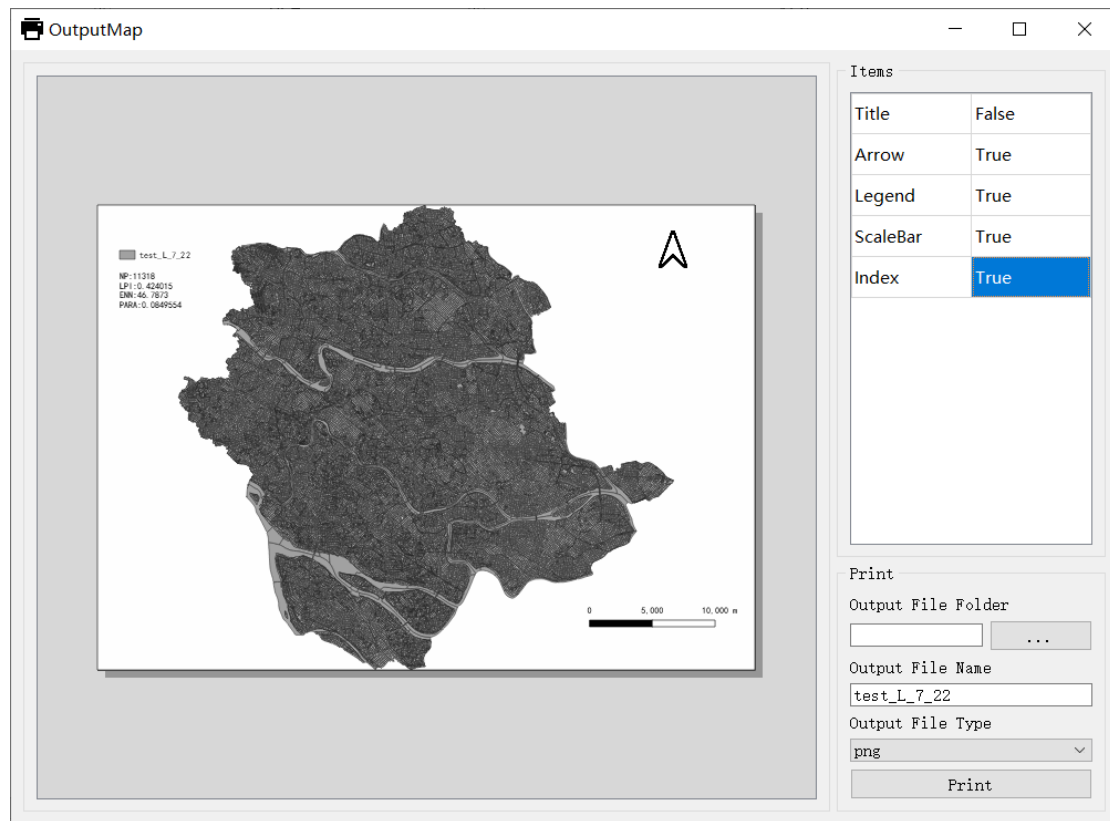 OutputMap
test_L_7_22
NP:11318
LPI:0.424015
ENN:46.7873
PARA:0.0849554
0 5,000 10,000 m
Items
Title False
Arrow True
Legend True
ScaleBar True
Index True
Print
Output File Folder
...
Output File Name
test_L_7_22
Output File Type
png
Print